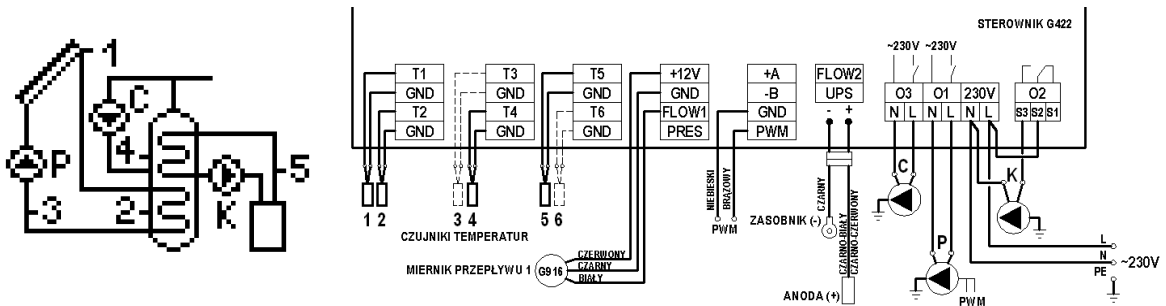 1
C
4
P
5
K
3
2
STEROWNIK G422
~230V ~230V
T1
GND
T2
GND
T3
GND
T4
GND
T5
GND
T6
GND
+12V
GND
FLOW1
PRES
+A
-B
GND
PWM
FLOW2
UPS
- +
O3 O1 230V
N L N L N L
O2
S3 S2 S1
1 2 3 4 5 6
CZUJNIKI TEMPERATUR
MIERNIK PRZEPŁYWU 1
G916
CZERWONY
CZARNY
BIAŁY
NIEBIESKI
BRĄZOWY
PWM
CZARNY
ZASOBNIK (-)
CZARNO-BIAŁY
CZARNO-CZERWONY
ANODA (+)
C
K
P
PWM
L
N
PE
~230V